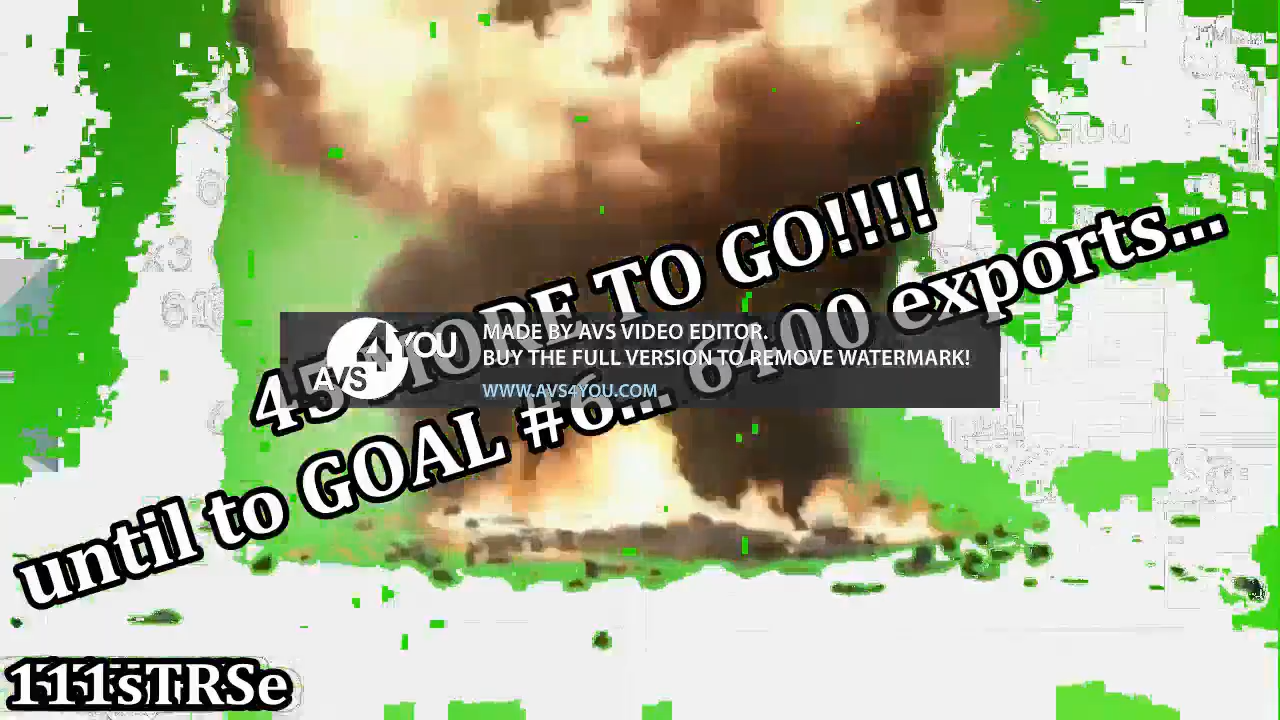 45 MORE TO GO!!!!
until to GOAL #6... 6400 exports...
AVS4YOU
MADE BY AVS VIDEO EDITOR.
BUY THE FULL VERSION TO REMOVE WATERMARK!
WWW.AVS4YOU.COM
111sTRSe